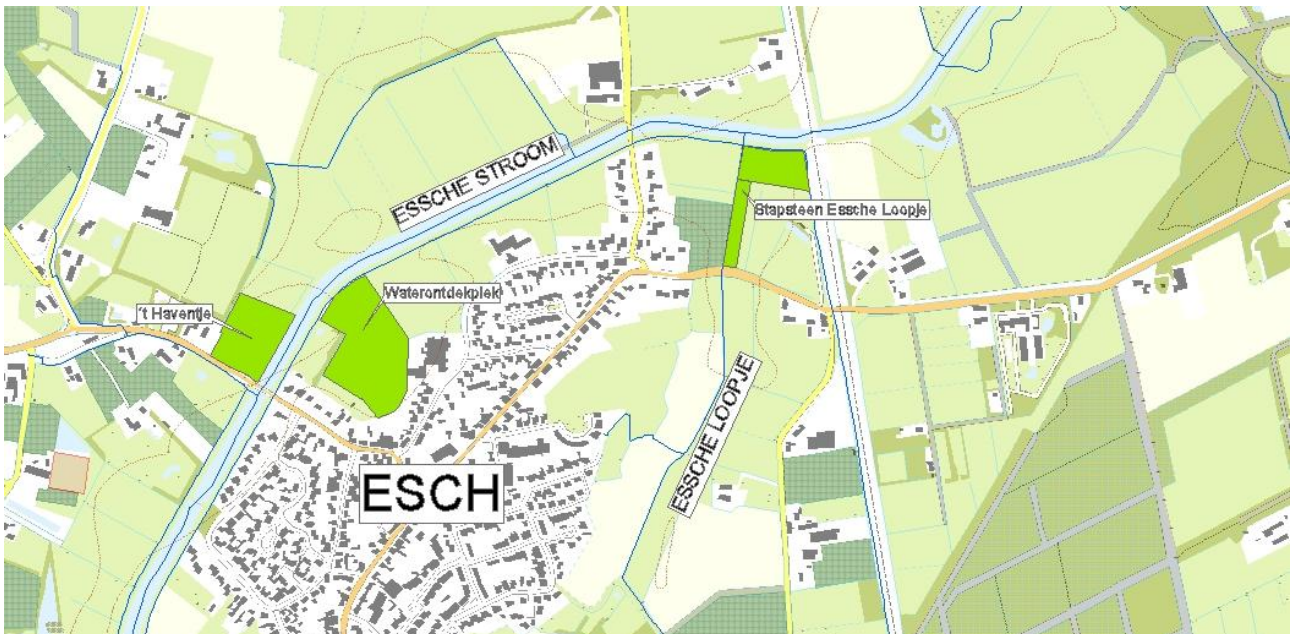 ESSCHE STROOM
Stapsteen Essche Loopje
Waterontdekplek
't Haventje
ESSCHE LOOPJE
ESCH